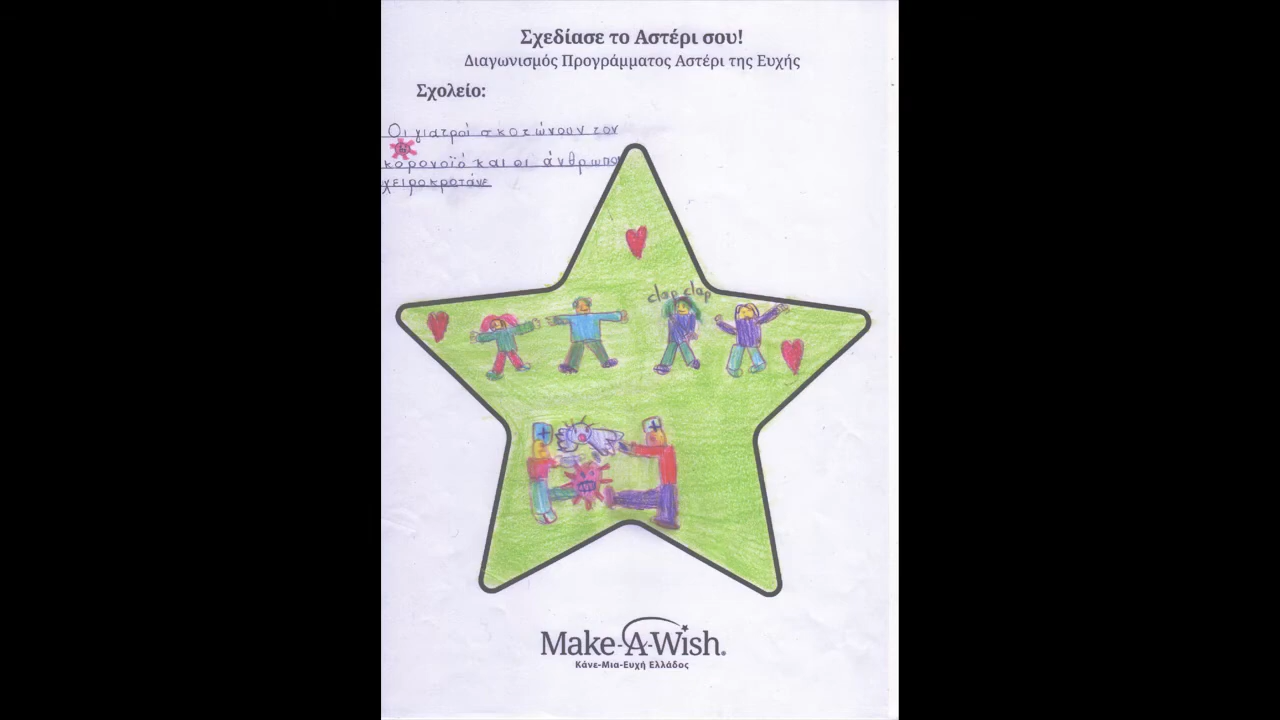 Σχεδίασε το Αστέρι σου!
Διαγωνισμός Προγράμματος Αστέρι της Ευχής
Σχολείο:
Οι γιατροί σκοτώνουν τον
κορονοϊό και οι άνθρωπο
χειροκροτάνε
clap clap
Make-A-Wish®
Κάνε-Μια-Ευχή Ελλάδος